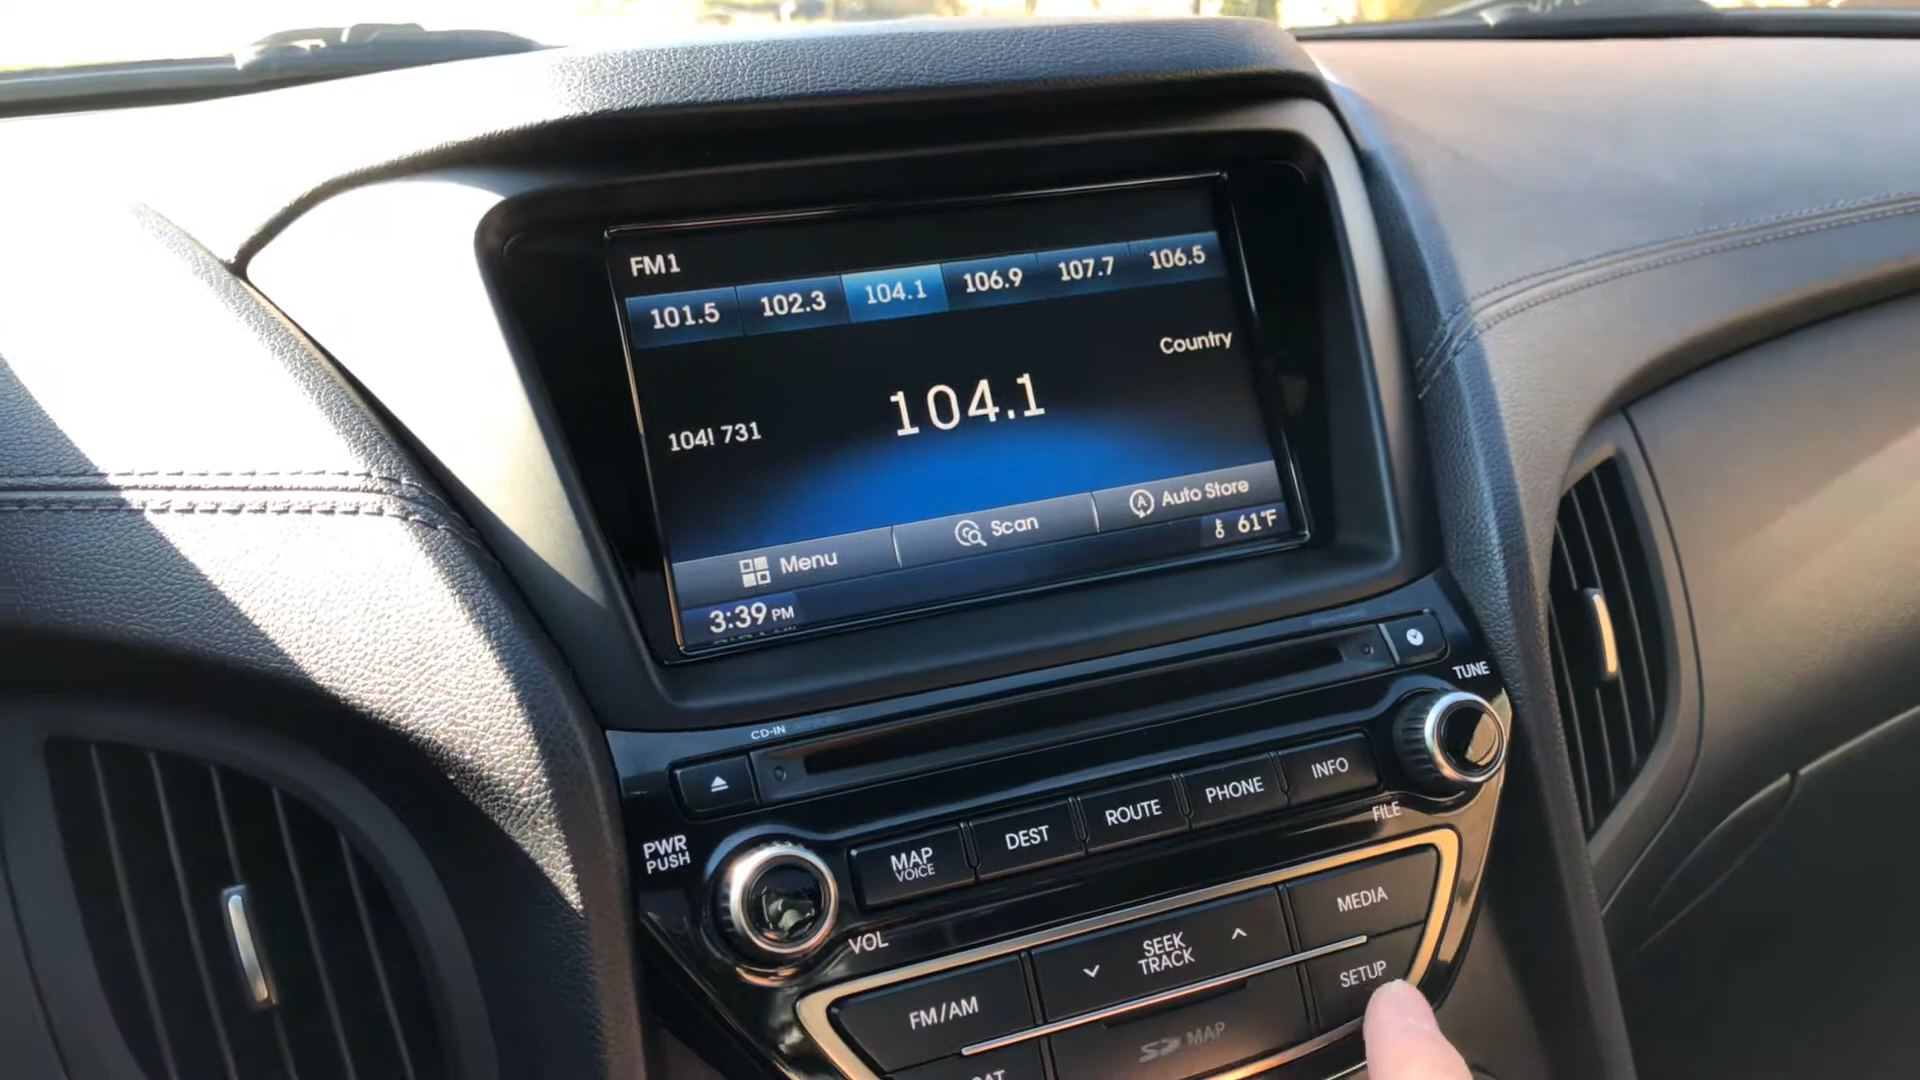 FM1
101.5 102.3 104.1 106.9 107.7 106.5
Country
104.1
104! 731
Menu Scan Auto Store
3:39 PM 61°F
TUNE
CD-IN
PWR
PUSH
MAP
VOICE
DEST
ROUTE
PHONE
INFO
FILE
VOL
SEEK
TRACK
MEDIA
FM/AM
SETUP
SD MAP